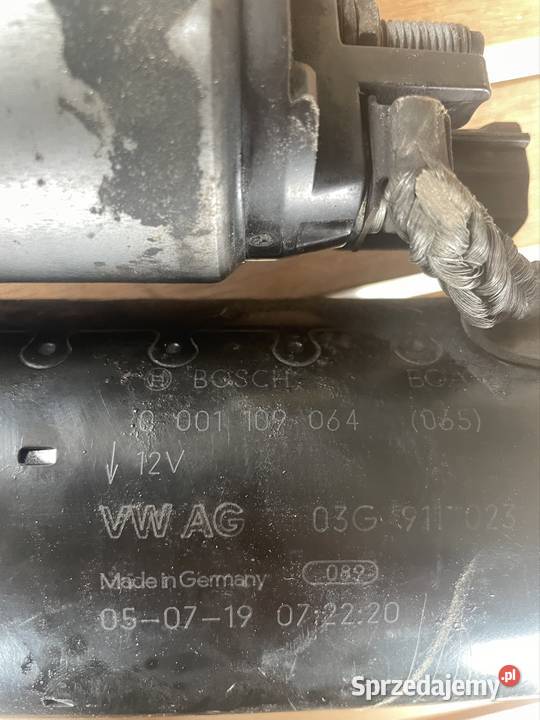 BOSCH
0 001 109 064 (065)
↓ 12V
VW AG 03G 911 023
Made in Germany 089
05-07-19 07:22:20
Sprzedajemy.pl